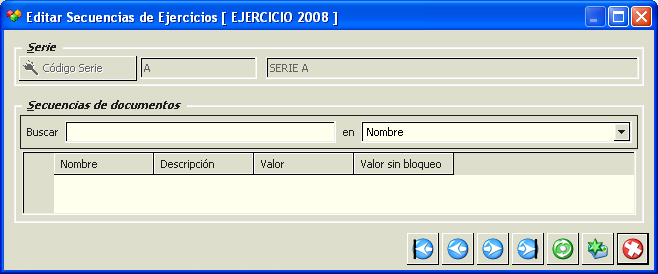 Editar Secuencias de Ejercicios [ EJERCICIO 2008 ]
Serie
Código Serie A SERIE A
Secuencias de documentos
Buscar en Nombre
Nombre Descripción Valor Valor sin bloqueo